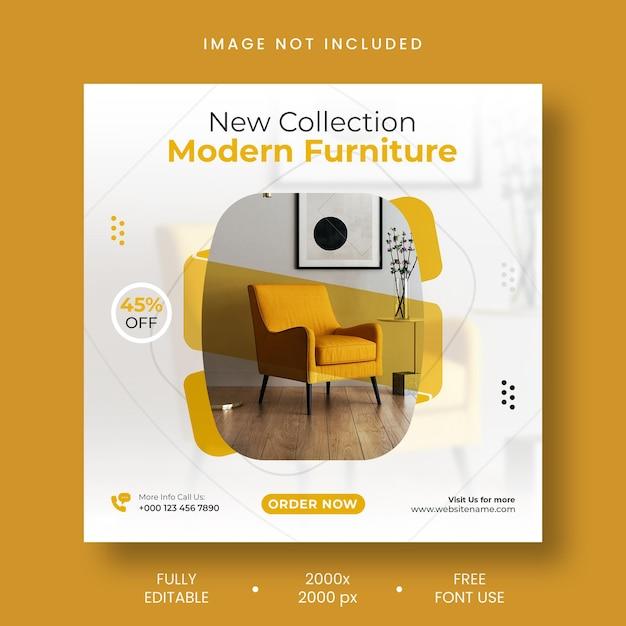 IMAGE NOT INCLUDED
New Collection
Modern Furniture
45%
OFF
More Info Call Us:
+000 123 456 7890
ORDER NOW
Visit Us for more
www.websitename.com
FULLY
EDITABLE
2000x
2000 px
FREE
FONT USE